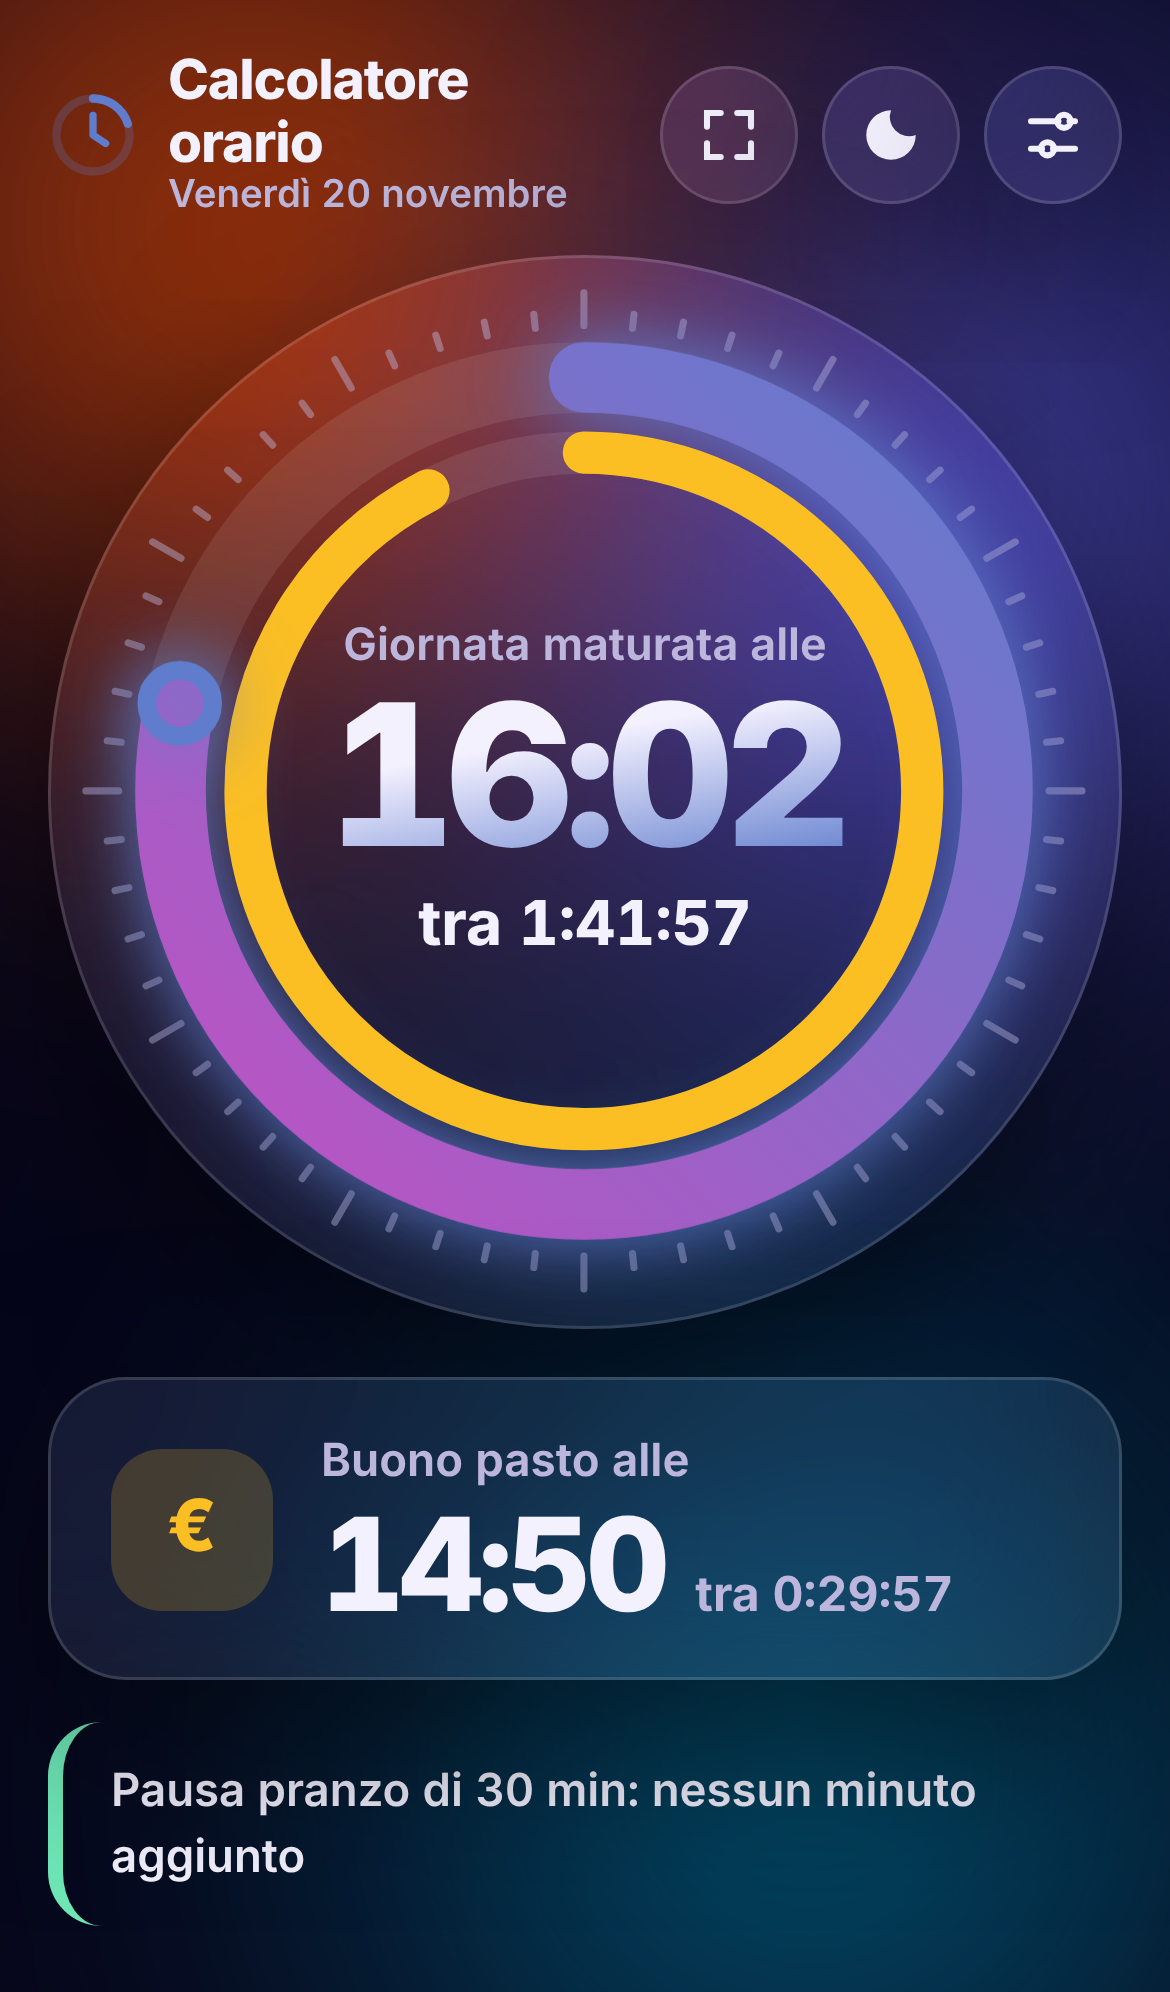 Calcolatore
orario
Venerdì 20 novembre
Giornata maturata alle
16:02
tra 1:41:57
Buono pasto alle
€
14:50 tra 0:29:57
Pausa pranzo di 30 min: nessun minuto
aggiunto